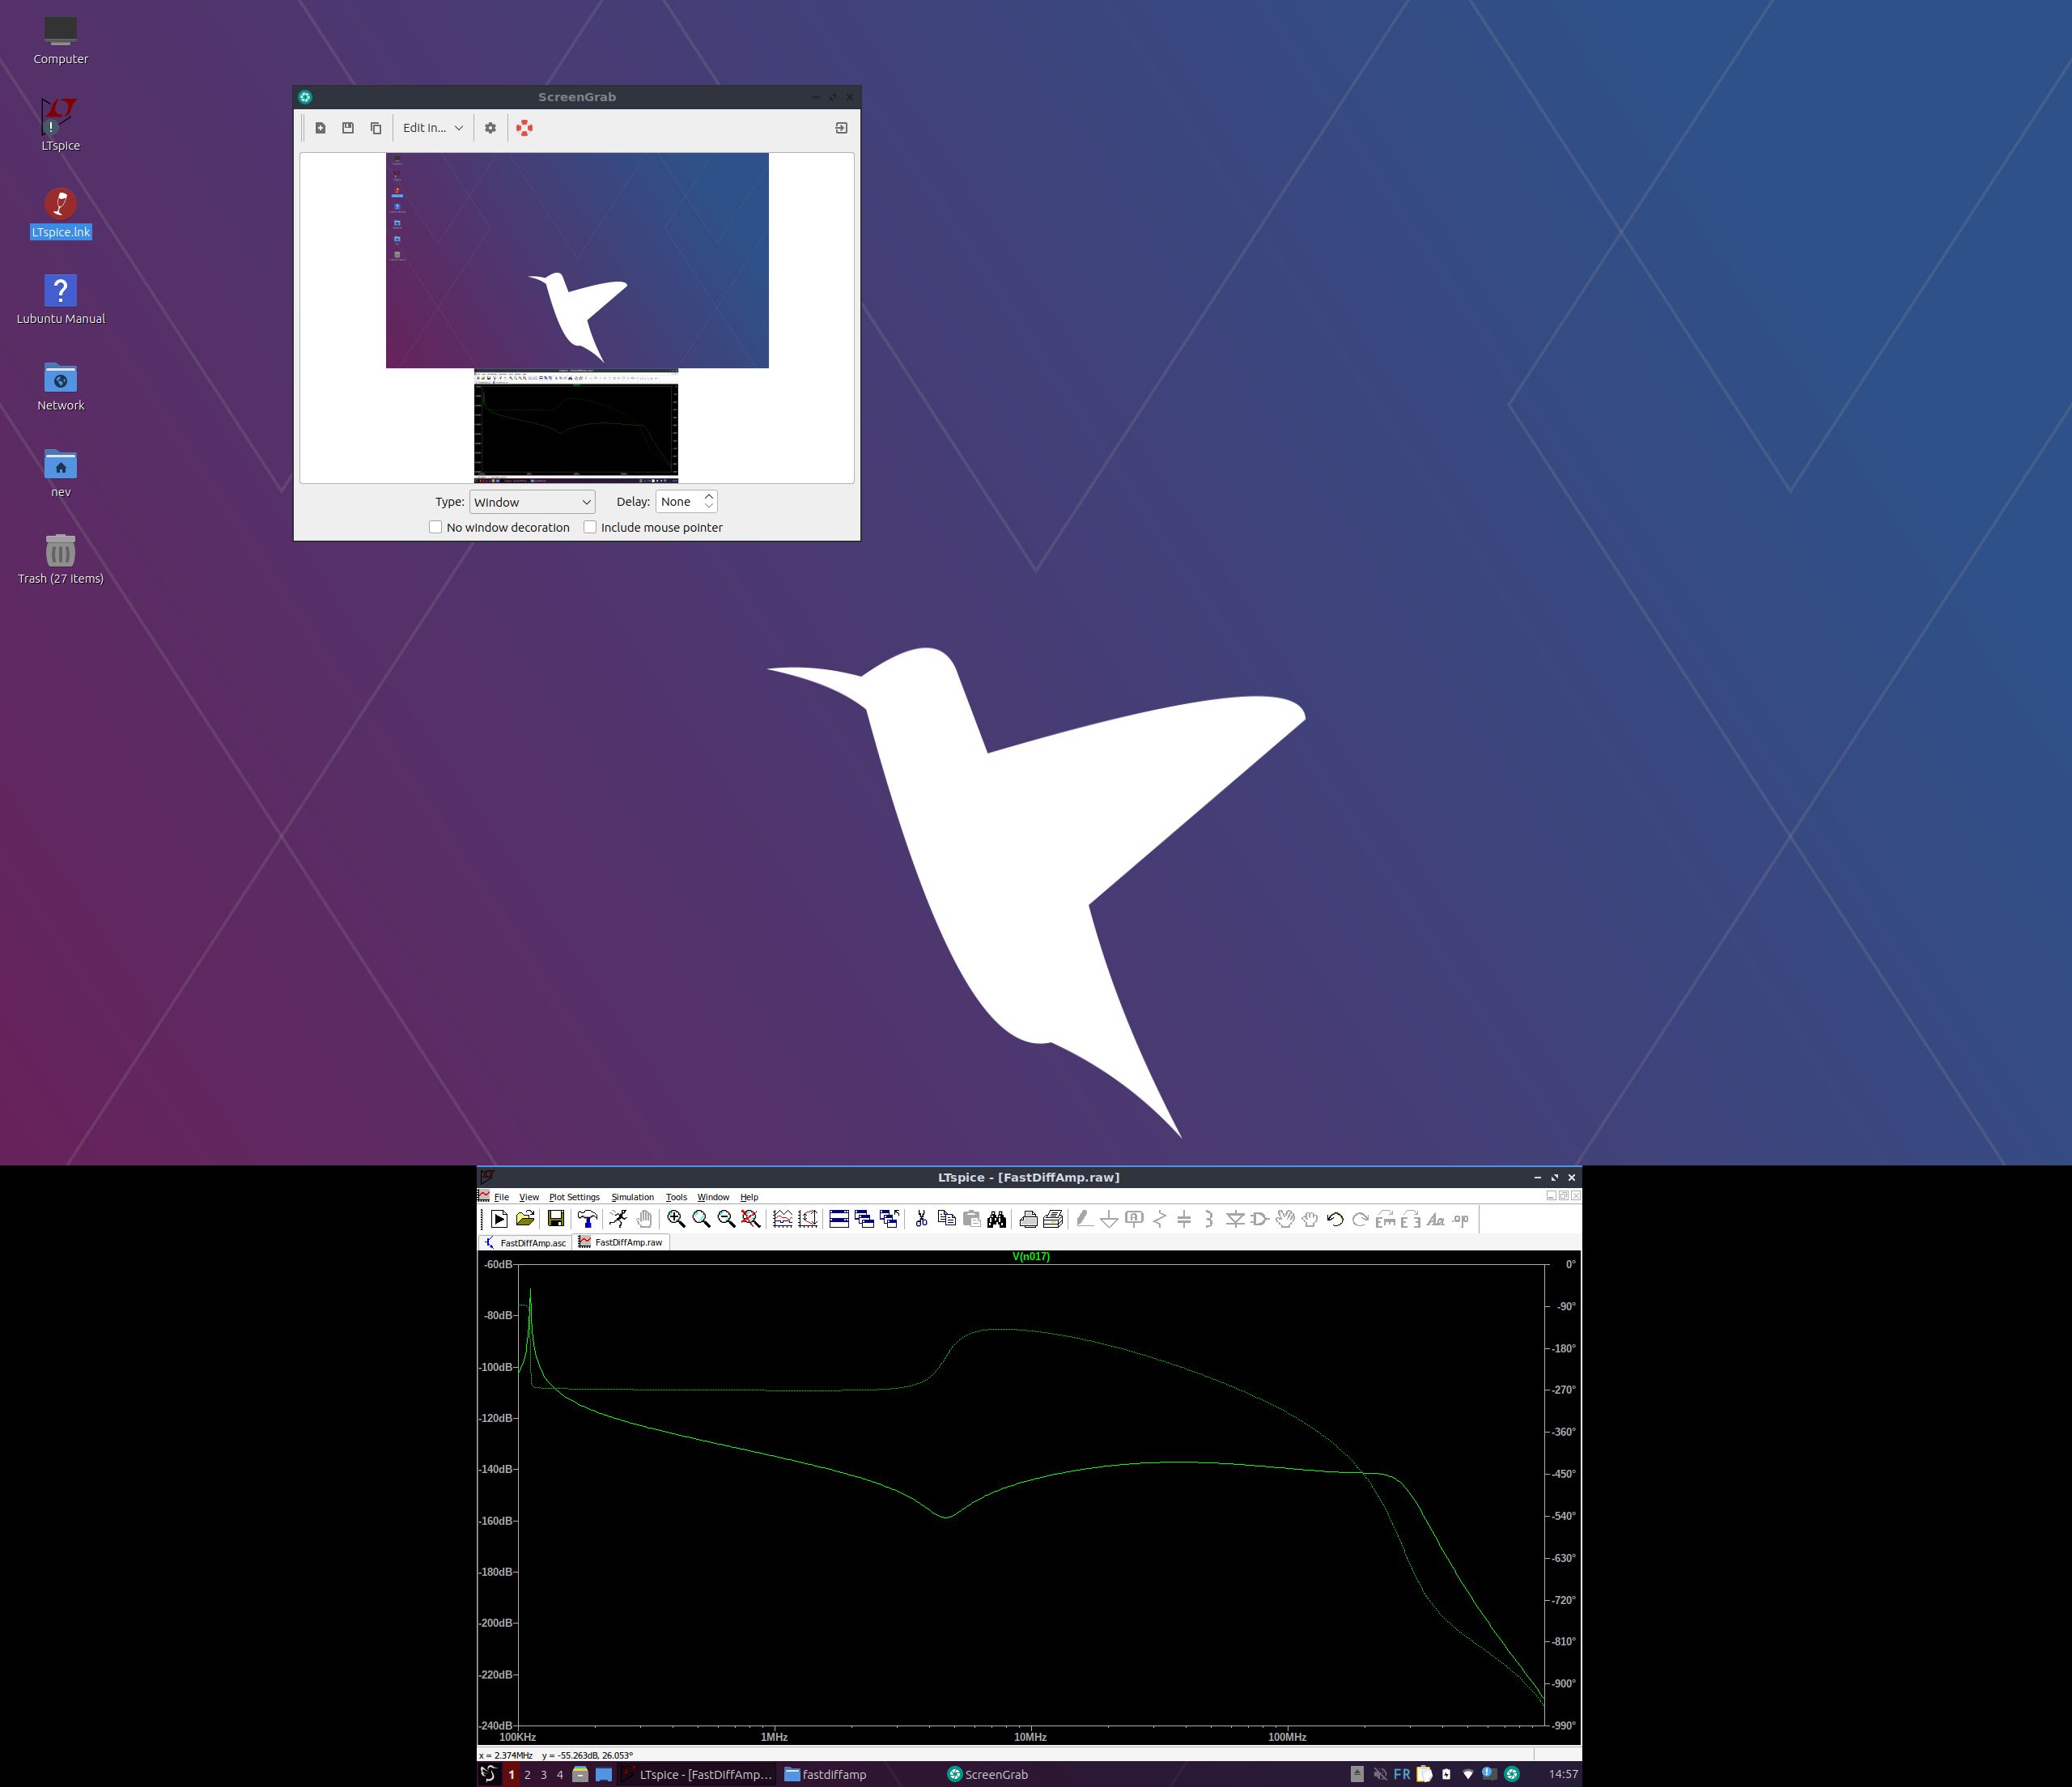 Computer
LTspice
LTspice.lnk
Lubuntu Manual
Network
nev
Trash (27 Items)
ScreenGrab
Edit in...
Type: Window Delay: None
No window decoration Include mouse pointer
LTspice - [FastDiffAmp.raw]
File View Plot Settings Simulation Tools Window Help
.op
FastDiffAmp.asc FastDiffAmp.raw
V(n017)
-60dB 0°
-80dB -90°
-100dB -180°
-120dB -270°
-140dB -360°
-160dB -450°
-180dB -540°
-200dB -630°
-220dB -720°
-240dB -810°
-900°
-990°
100KHz 1MHz 10MHz 100MHz
x = 2.374MHz y = -55.263dB, 26.053°
1 2 3 4 LTspice - [FastDiffAmp... fastdiffamp ScreenGrab FR 14:57